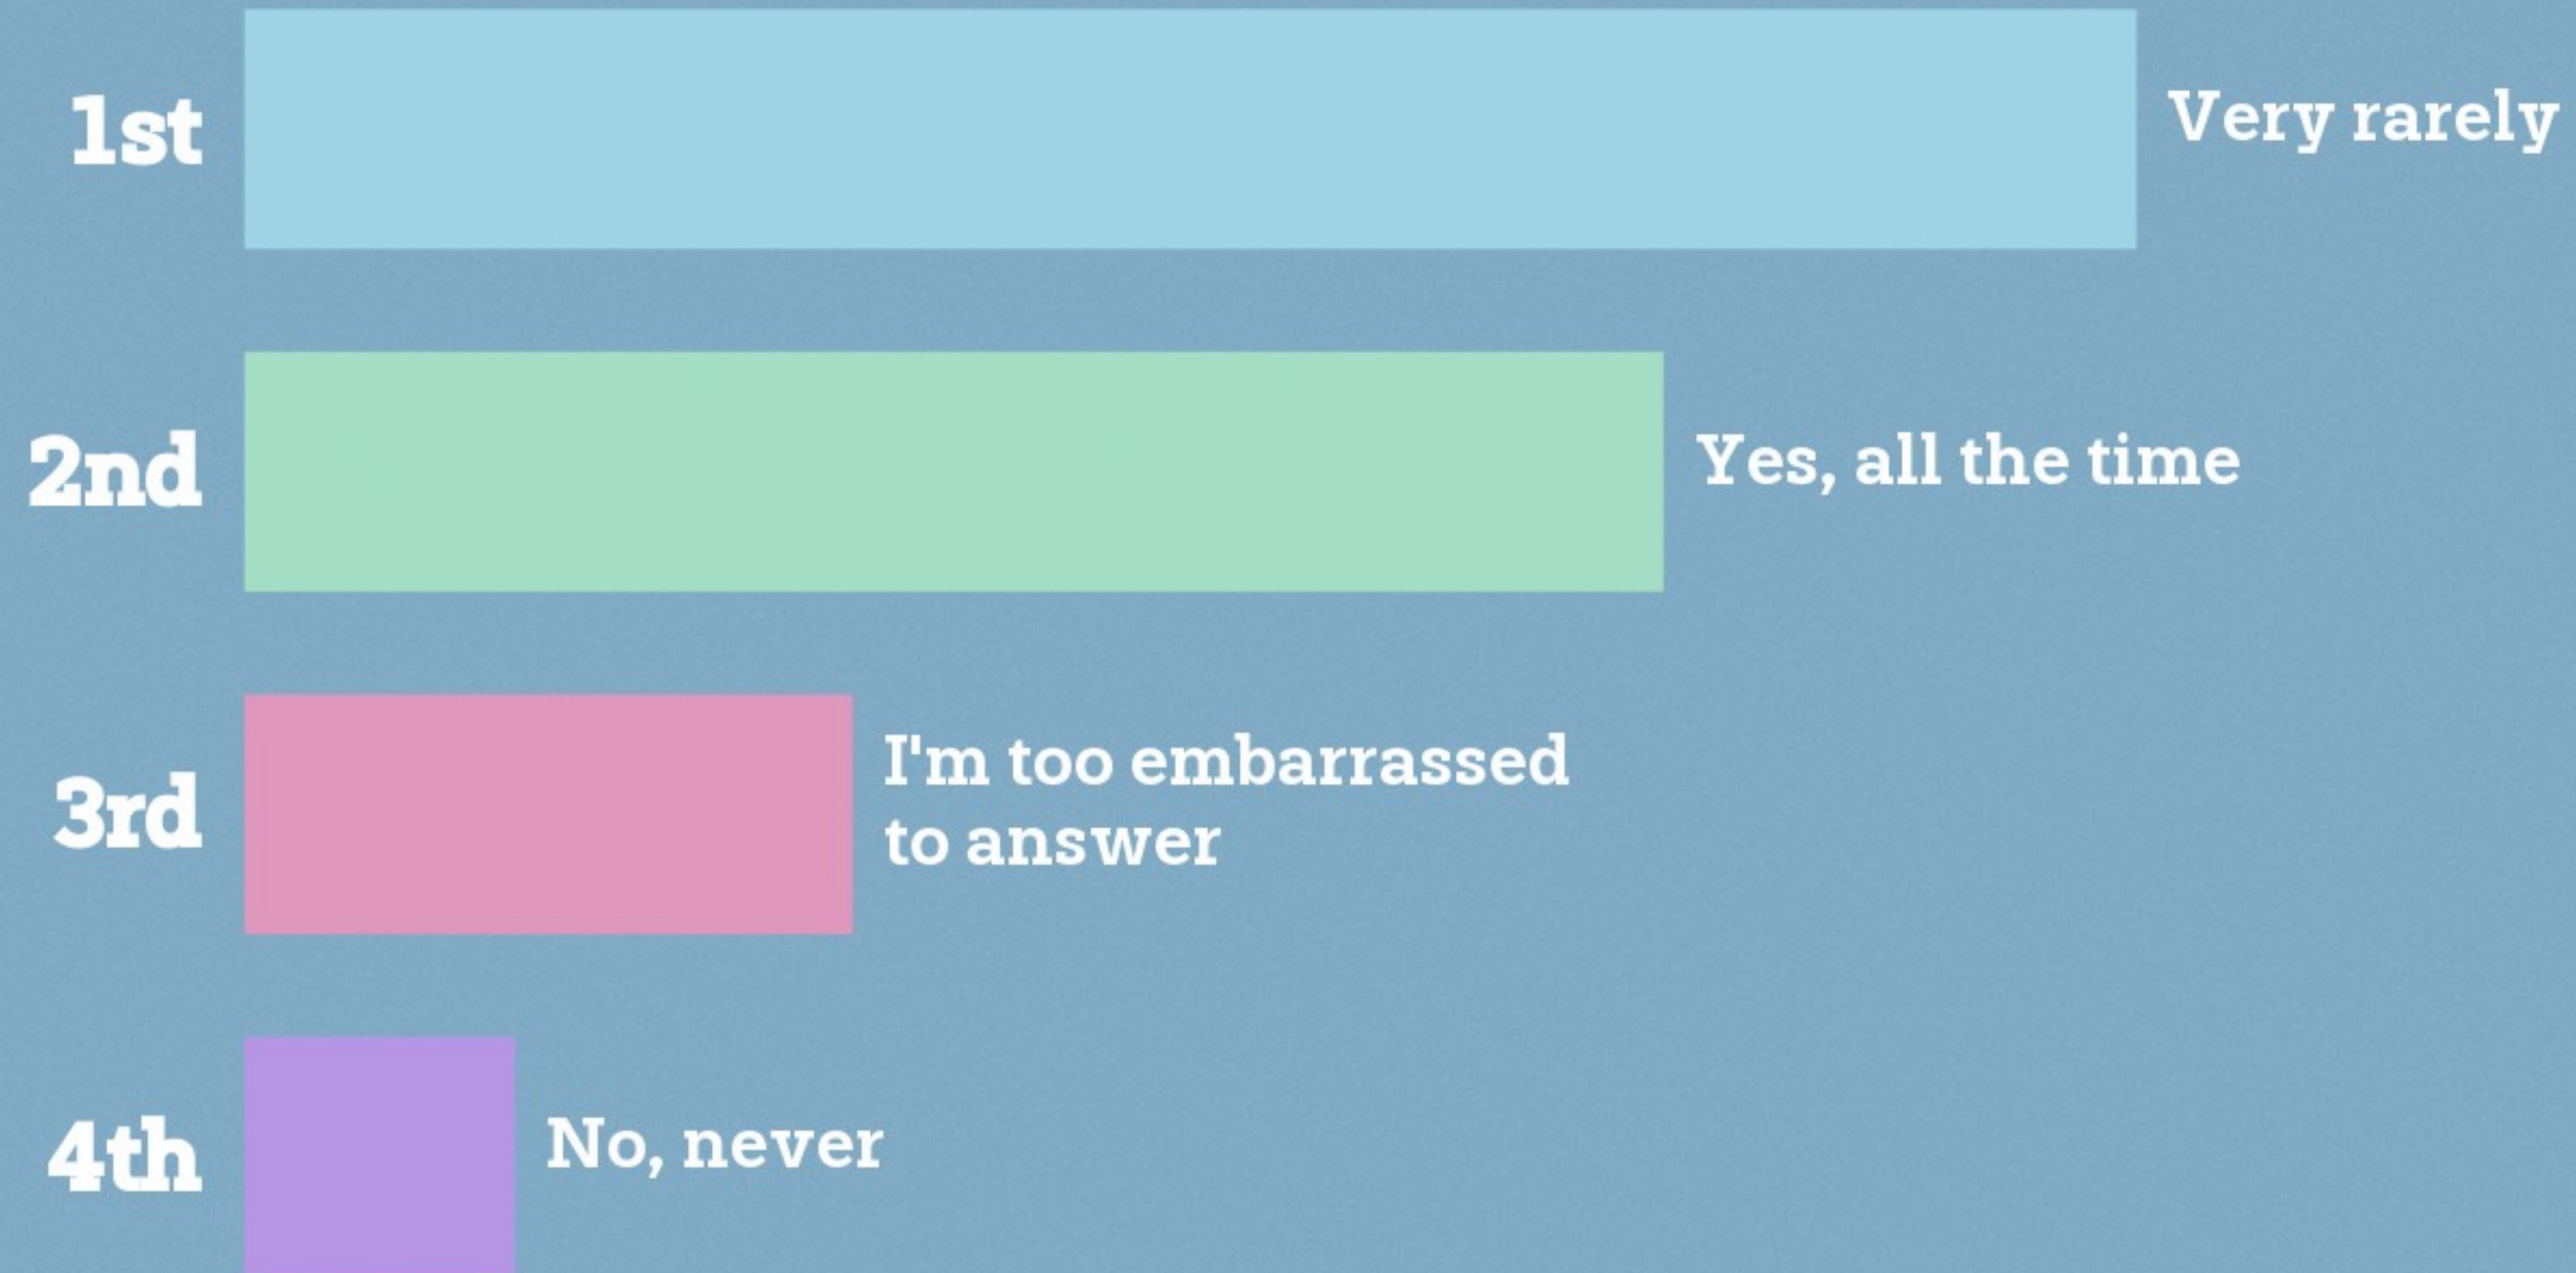 1st
Very rarely
2nd
Yes, all the time
3rd
I'm too embarrassed
to answer
4th
No, never